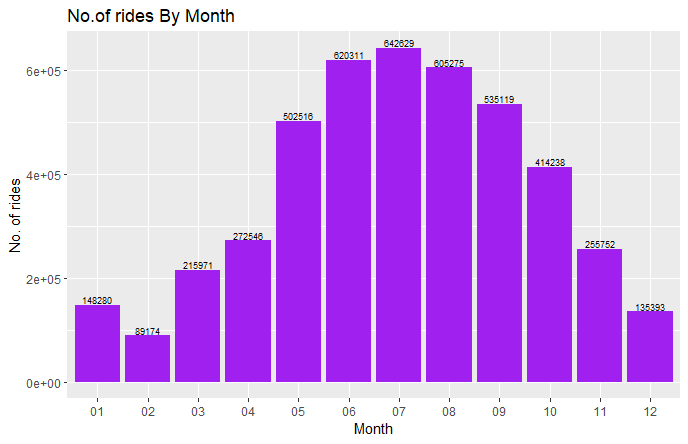 No.of rides By Month
No. of rides
6e+05
4e+05
2e+05
0e+00
148280
89174
215971
272546
502516
620311
642629
605275
535119
414238
255752
135393
01 02 03 04 05 06 07 08 09 10 11 12
Month